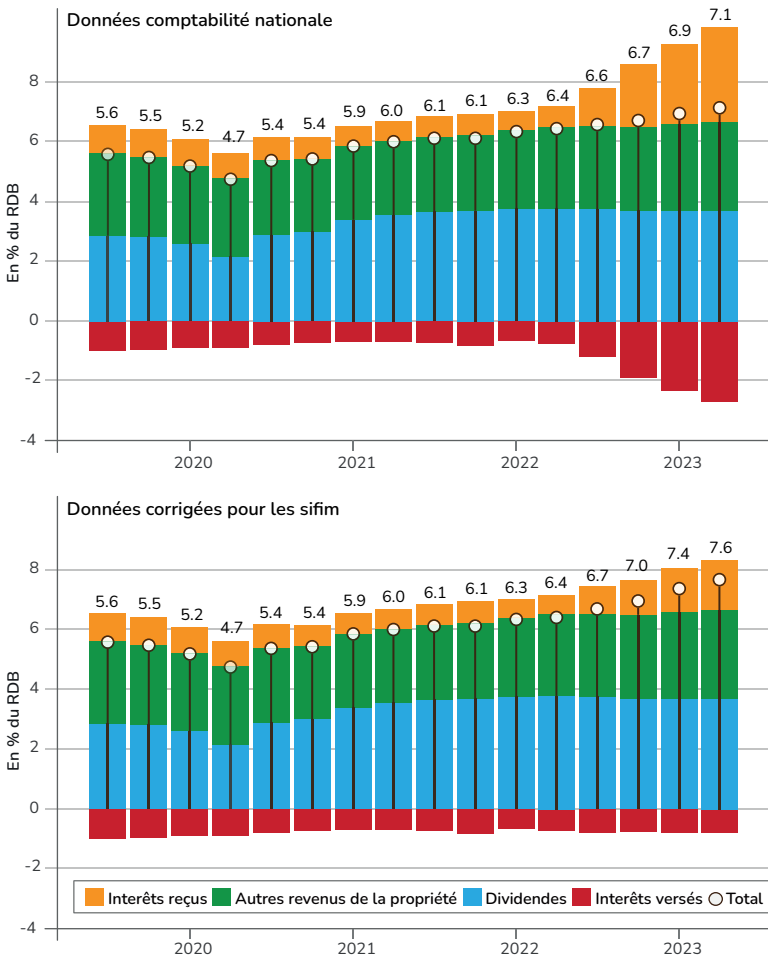 Données comptabilité nationale
5.6 5.5 5.2 4.7 5.4 5.4 5.9 6.0 6.1 6.1 6.3 6.4 6.6 6.7 6.9 7.1
En % du RDB
8
6
4
2
0
-2
-4
2020 2021 2022 2023
Données corrigées pour les sifim
5.6 5.5 5.2 4.7 5.4 5.4 5.9 6.0 6.1 6.1 6.3 6.4 6.7 7.0 7.4 7.6
En % du RDB
8
6
4
2
0
-2
Interêts reçus Autres revenus de la propriété Dividendes Interêts versés Total
-4
2020 2021 2022 2023